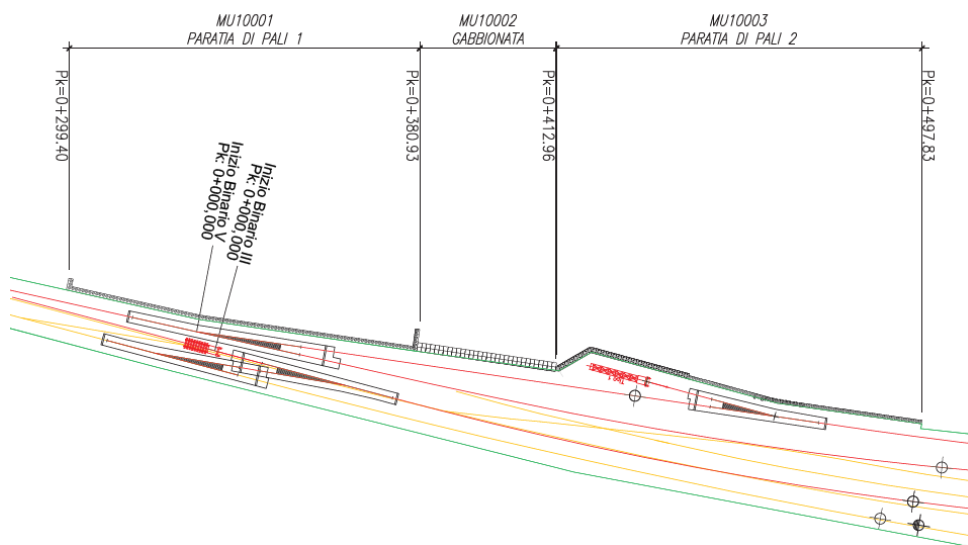 MU10001
PARATIA DI PALI 1
MU10002
GABBIONATA
MU10003
PARATIA DI PALI 2
Pk=0+299.40
Pk=0+380.93
Pk=0+412.96
Pk=0+497.83
Inizio Binario III
Pk: 0+000,000
Inizio Binario V
Pk: 0+000,000